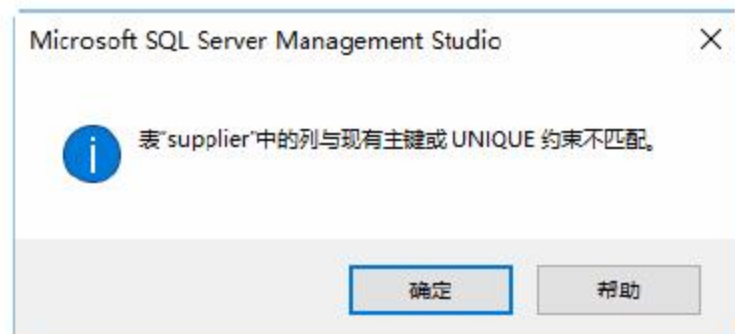 Microsoft SQL Server Management Studio
表"supplier"中的列与现有主键或 UNIQUE 约束不匹配。
确定 帮助